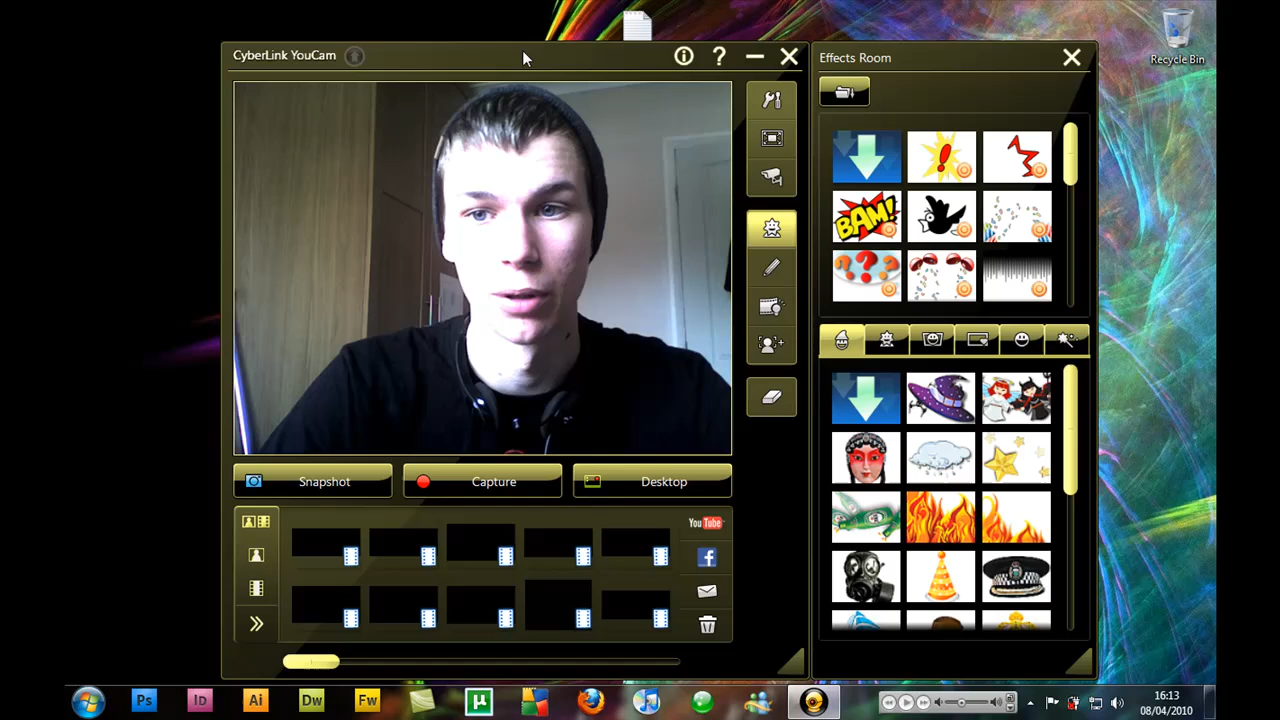 Recycle Bin
CyberLink YouCam
Effects Room
BAM!
Snapshot
Capture
Desktop
You Tube
f
Ps
Id
Ai
Dw
Fw
µ
16:13
08/04/2010